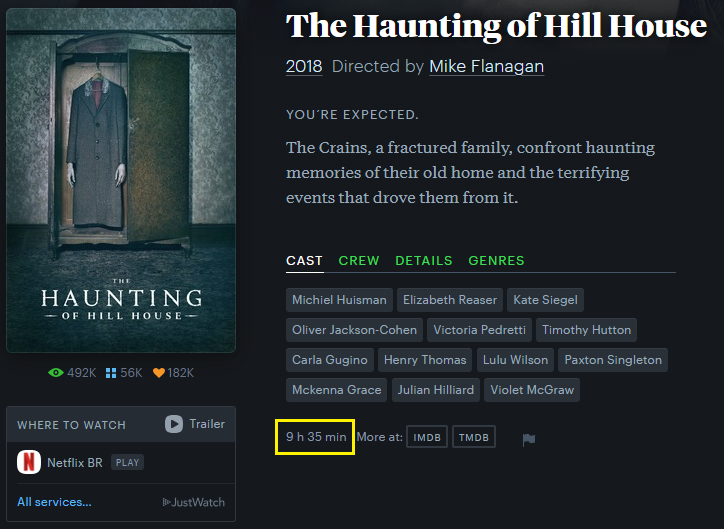 The Haunting of Hill House
2018 Directed by Mike Flanagan
YOU'RE EXPECTED.
The Crains, a fractured family, confront haunting
memories of their old home and the terrifying
events that drove them from it.
CAST CREW DETAILS GENRES
Michiel Huisman Elizabeth Reaser Kate Siegel
Oliver Jackson-Cohen Victoria Pedretti Timothy Hutton
Carla Gugino Henry Thomas Lulu Wilson Paxton Singleton
Mckenna Grace Julian Hilliard Violet McGraw
9 h 35 min More at: IMDB TMDB
THE
HAUNTING
OF HILL HOUSE
492K 56K 182K
WHERE TO WATCH Trailer
N Netflix BR PLAY
All services... JustWatch